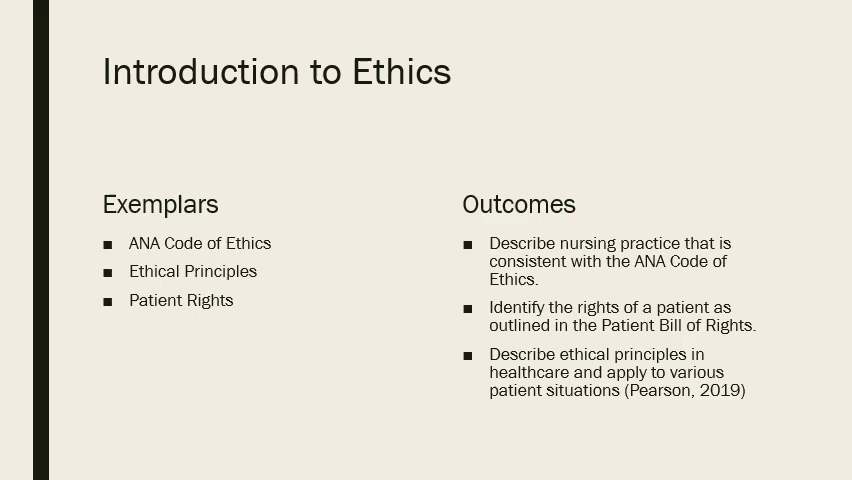 Introduction to Ethics
Exemplars
■ ANA Code of Ethics
■ Ethical Principles
■ Patient Rights
Outcomes
■ Describe nursing practice that is
consistent with the ANA Code of
Ethics.
■ Identify the rights of a patient as
outlined in the Patient Bill of Rights.
■ Describe ethical principles in
healthcare and apply to various
patient situations (Pearson, 2019)